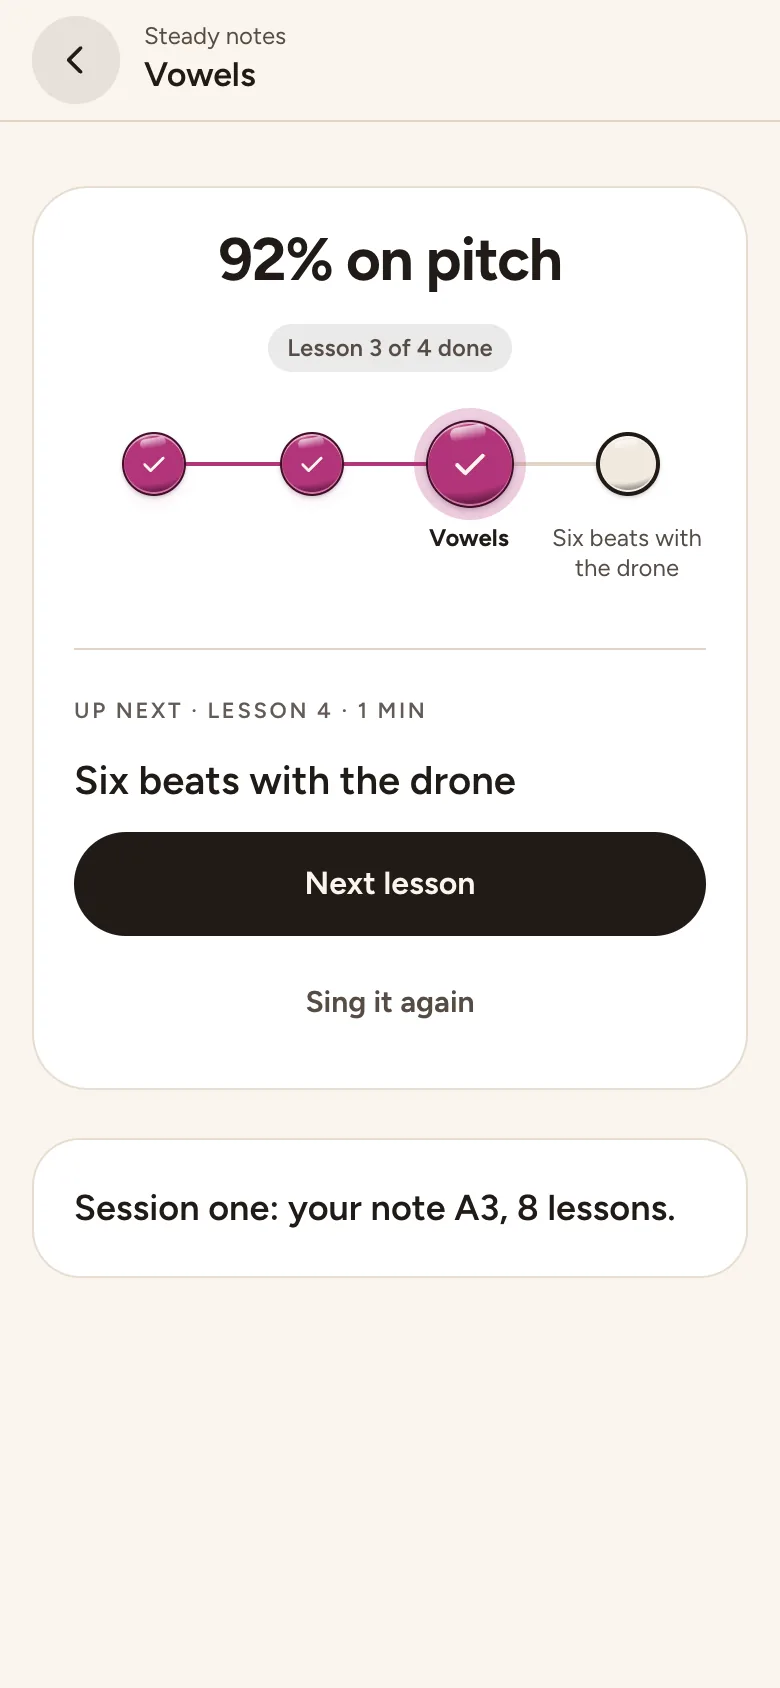 Steady notes
Vowels
92% on pitch
Lesson 3 of 4 done
Vowels
Six beats with
the drone
UP NEXT · LESSON 4 · 1 MIN
Six beats with the drone
Next lesson
Sing it again
Session one: your note A3, 8 lessons.